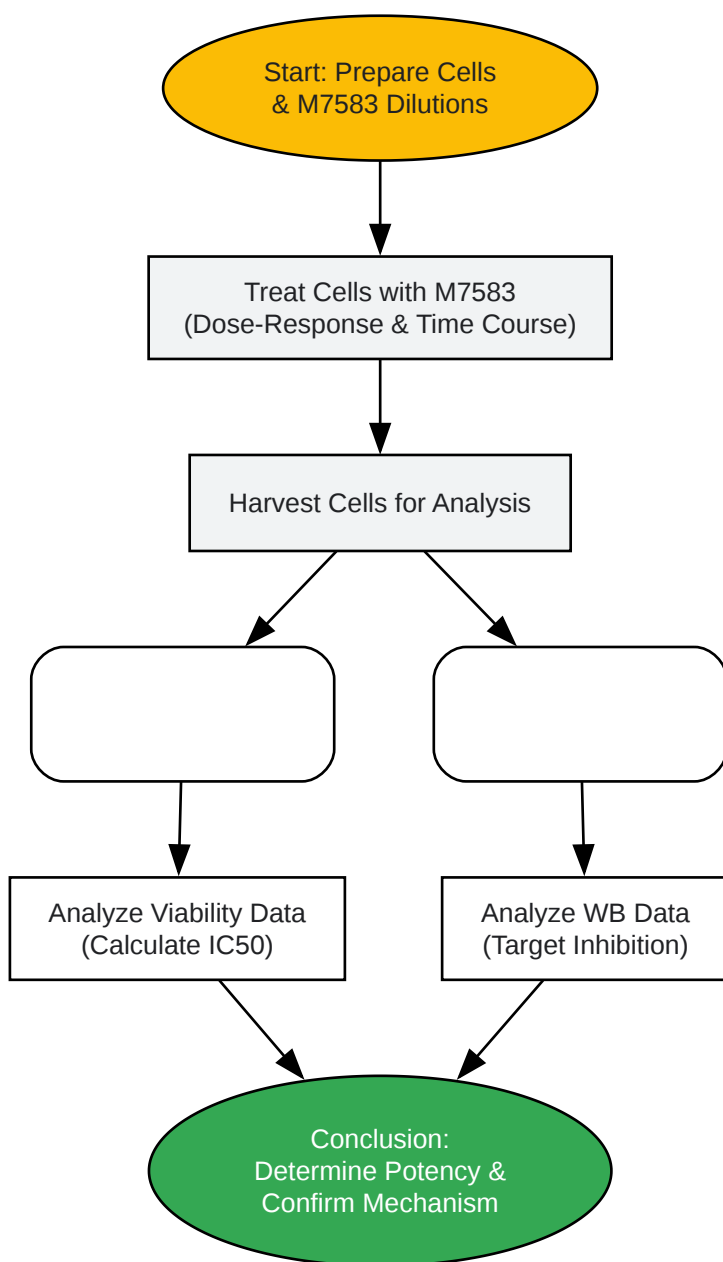 Start: Prepare Cells
& M7583 Dilutions
Treat Cells with M7583
(Dose-Response & Time Course)
Harvest Cells for Analysis
Analyze Viability Data
(Calculate IC50)
Analyze WB Data
(Target Inhibition)
Conclusion:
Determine Potency &
Confirm Mechanism